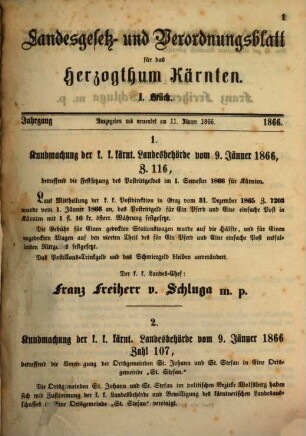 1
Landesgesetz- und Verordnungsblatt
für das
Herzogthum Kärnten.
I. Stück.
Jahrgang Ausgegeben und versendet am 11. Jänner 1866. 1866.
1.
Kundmachung der k. k. kärnt. Landesbehörde vom 9. Jänner 1866,
Z. 116,
betreffend die Festsetzung des Postrittgeldes im 1. Semester 1866 für Kärnten.
Laut Mittheilung der k. k. Postdirektion in Graz vom 31. Dezember 1865 Z. 7203
wurde vom 1. Jänner 1866 an, das Postrittgeld für Ein Pferd und Eine einfache Post in
Kärnten mit 1 fl. 16 kr. österr. Währung festgesetzt.
Die Gebühr für einen gedeckten Stationswagen wurde auf die Hälfte, und für Einen
ungedeckten Wagen auf den vierten Theil des für Ein Pferd und Eine einfache Post entfal-
lenden Rittgeldes festgesetzt.
Das Postillons-Trinkgeld und das Schmiergeld bleiben unverändert.
Der k. k. Landes-Chef:
Franz Freiherr v. Schluga m. p.
2.
Kundmachung der k. k. kärnt. Landesbehörde vom 9. Jänner 1866
Zahl 107,
betreffend die Vereinigung der Ortsgemeinden St. Johann und St. Stefan in Eine Orts-
gemeinde „St. Stefan.“
Die Ortsgemeinden St. Johann und St. Stefan im politischen Bezirke Wolfsberg haben
sich mit Zustimmung der k. k. Landesbehörde und Bewilligung des kärntnerischen Landesaus-
schusses in Eine Ortsgemeinde „St. Stefan“ vereinigt.